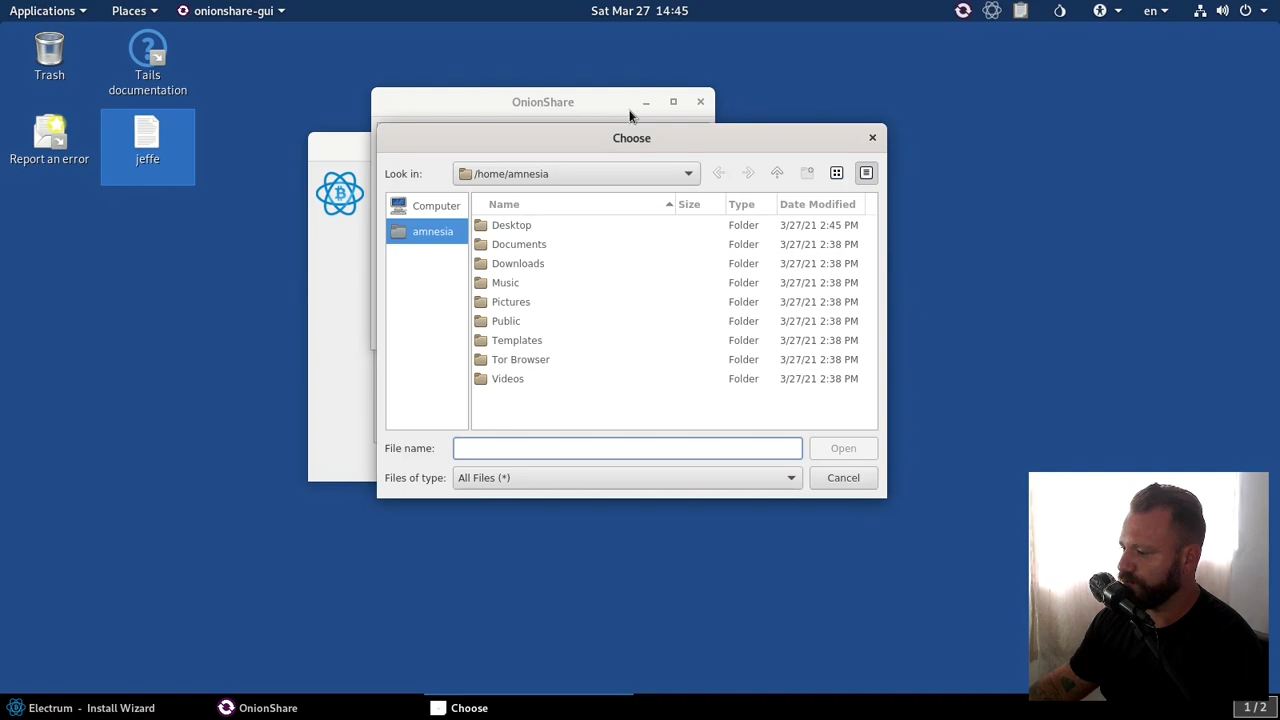 Applications Places onionshare-gui Sat Mar 27 14:45 en
Trash
Tails documentation
Report an error
jeffe
OnionShare
Choose
Look in: /home/amnesia
Computer
amnesia
Name Size Type Date Modified
Desktop Folder 3/27/21 2:45 PM
Documents Folder 3/27/21 2:38 PM
Downloads Folder 3/27/21 2:38 PM
Music Folder 3/27/21 2:38 PM
Pictures Folder 3/27/21 2:38 PM
Public Folder 3/27/21 2:38 PM
Templates Folder 3/27/21 2:38 PM
Tor Browser Folder 3/27/21 2:38 PM
Videos Folder 3/27/21 2:38 PM
File name: Open
Files of type: All Files (*) Cancel
Electrum - Install Wizard OnionShare Choose 1 / 2